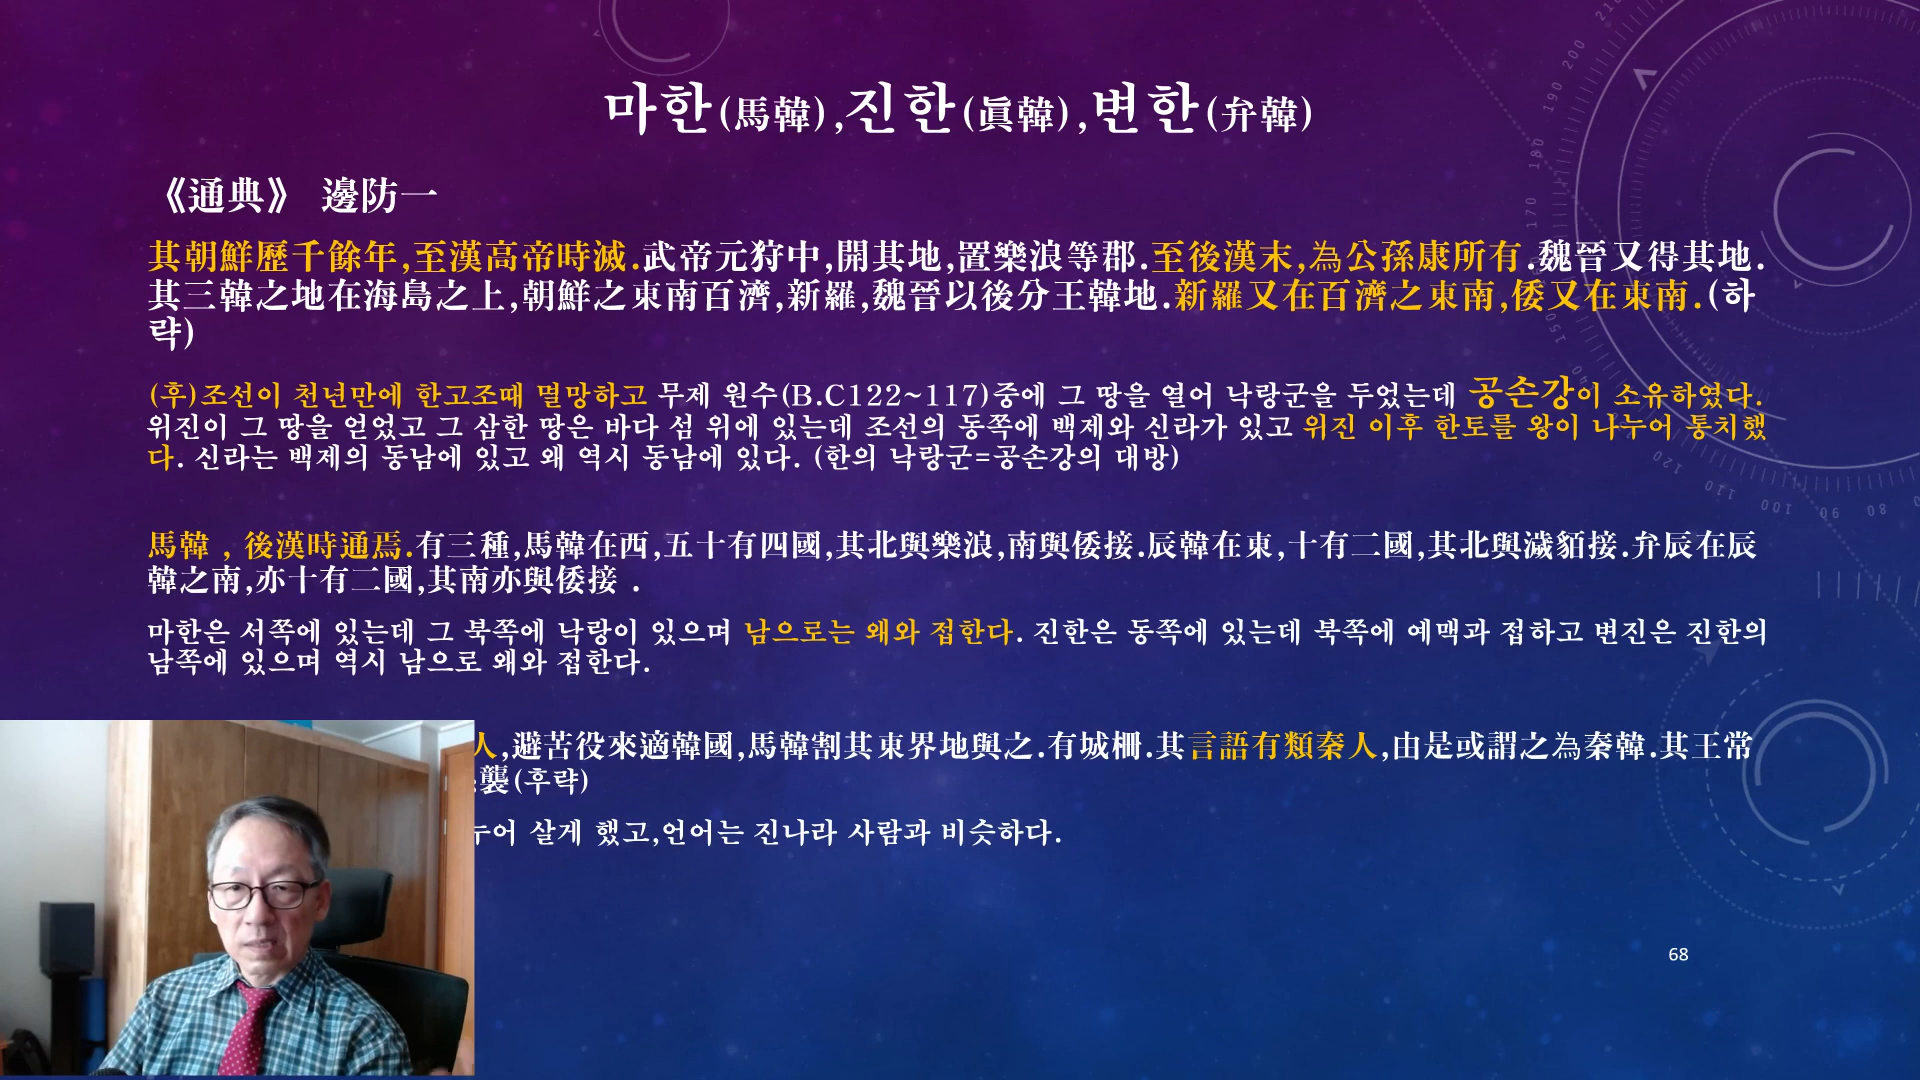 마한(馬韓),진한(眞韓),변한(弁韓)
《通典》 邊防一
其朝鮮歷千餘年,至漢高帝時滅.武帝元狩中,開其地,置樂浪等郡.至後漢末,為公孫康所有.魏晉又得其地.
其三韓之地在海島之上,朝鮮之東南百濟,新羅,魏晉以後分王韓地.新羅又在百濟之東南,倭又在東南.(하
략)
(후)조선이 천년만에 한고조때 멸망하고 무제 원수(B.C122~117)중에 그 땅을 열어 낙랑군을 두었는데 공손강이 소유하였다.
위진이 그 땅을 얻었고 그 삼한 땅은 바다 섬 위에 있는데 조선의 동쪽에 백제와 신라가 있고 위진 이후 한토를 왕이 나누어 통치했
다. 신라는 백제의 동남에 있고 왜 역시 동남에 있다. (한의 낙랑군=공손강의 대방)
馬韓 , 後漢時通焉.有三種,馬韓在西,五十有四國,其北與樂浪,南與倭接.辰韓在東,十有二國,其北與濊貊接.弁辰在辰
韓之南,亦十有二國,其南亦與倭接 .
마한은 서쪽에 있는데 그 북쪽에 낙랑이 있으며 남으로는 왜와 접한다. 진한은 동쪽에 있는데 북쪽에 예맥과 접하고 변진은 진한의
남쪽에 있으며 역시 남으로 왜와 접한다.
人,避苦役來適韓國,馬韓割其東界地與之.有城柵.其言語有類秦人,由是或謂之為秦韓.其王常
襲(후략)
누어 살게 했고,언어는 진나라 사람과 비슷하다.
68